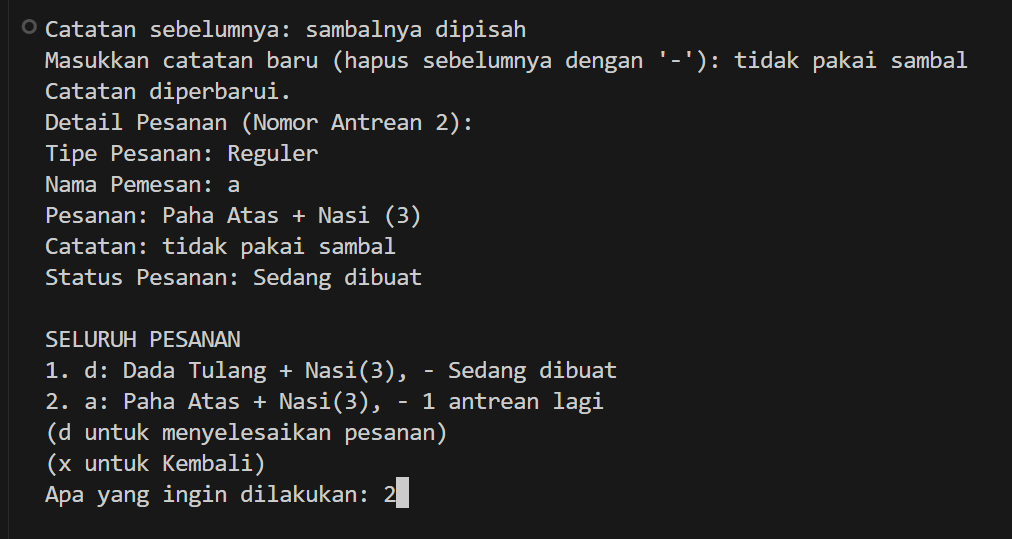 Catatan sebelumnya: sambalnya dipisah
Masukkan catatan baru (hapus sebelumnya dengan '-'): tidak pakai sambal
Catatan diperbarui.
Detail Pesanan (Nomor Antrean 2):
Tipe Pesanan: Reguler
Nama Pemesan: a
Pesanan: Paha Atas + Nasi (3)
Catatan: tidak pakai sambal
Status Pesanan: Sedang dibuat
SELURUH PESANAN
1. d: Dada Tulang + Nasi(3), - Sedang dibuat
2. a: Paha Atas + Nasi(3), - 1 antrean lagi
(d untuk menyelesaikan pesanan)
(x untuk Kembali)
Apa yang ingin dilakukan: 2